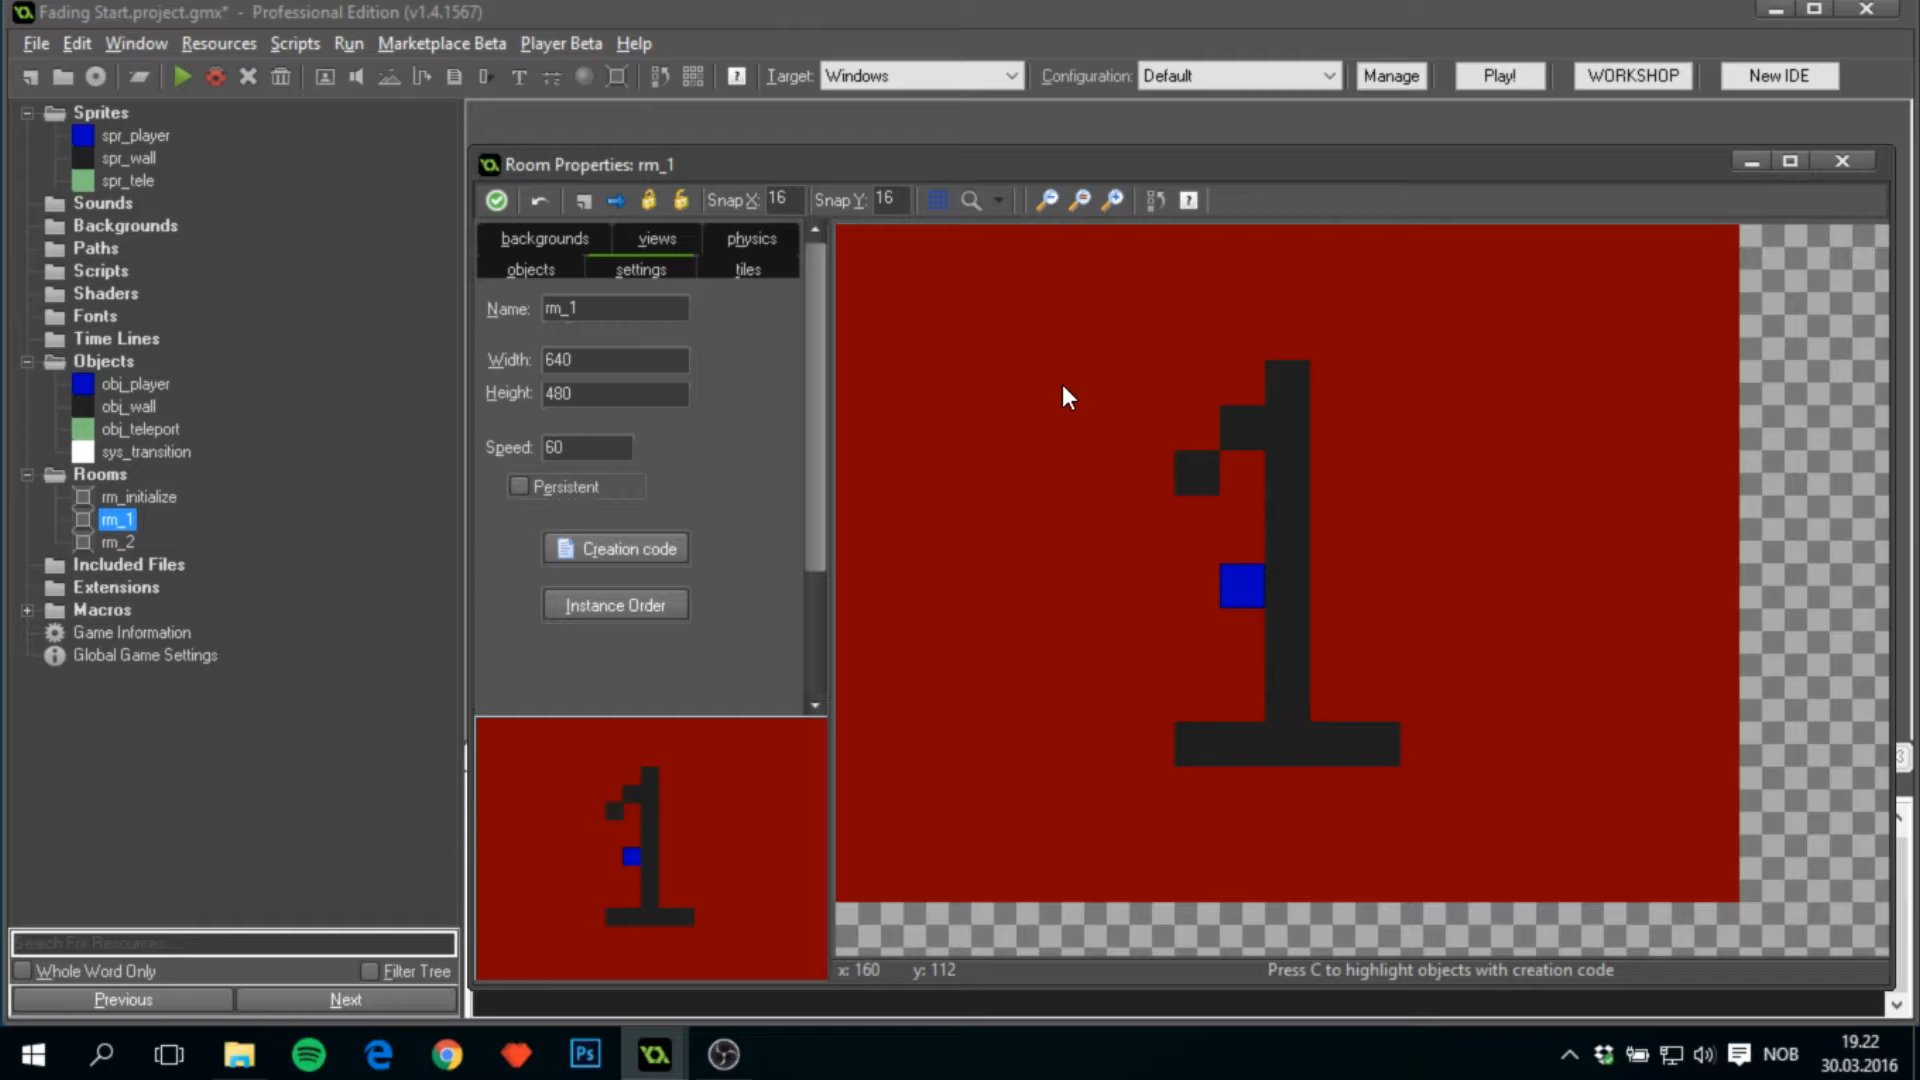 Fading Start.project.gmx* - Professional Edition (v1.4.1567)
File Edit Window Resources Scripts Run Marketplace Beta Player Beta Help
Target: Windows Configuration: Default Manage Play! WORKSHOP New IDE
Sprites
spr_player
spr_wall
spr_tele
Sounds
Backgrounds
Paths
Scripts
Shaders
Fonts
Time Lines
Objects
obj_player
obj_wall
obj_teleport
sys_transition
Rooms
rm_initialize
rm_1
rm_2
Included Files
Extensions
Macros
Game Information
Global Game Settings
Search For Resources...
Whole Word Only Filter Tree
Previous Next
Room Properties: rm_1
Snap X: 16 Snap Y: 16
backgrounds views physics
objects settings tiles
Name: rm_1
Width: 640
Height: 480
Speed: 60
Persistent
Creation code
Instance Order
x: 160 y: 112 Press C to highlight objects with creation code
Ps
NOB
19.22
30.03.2016